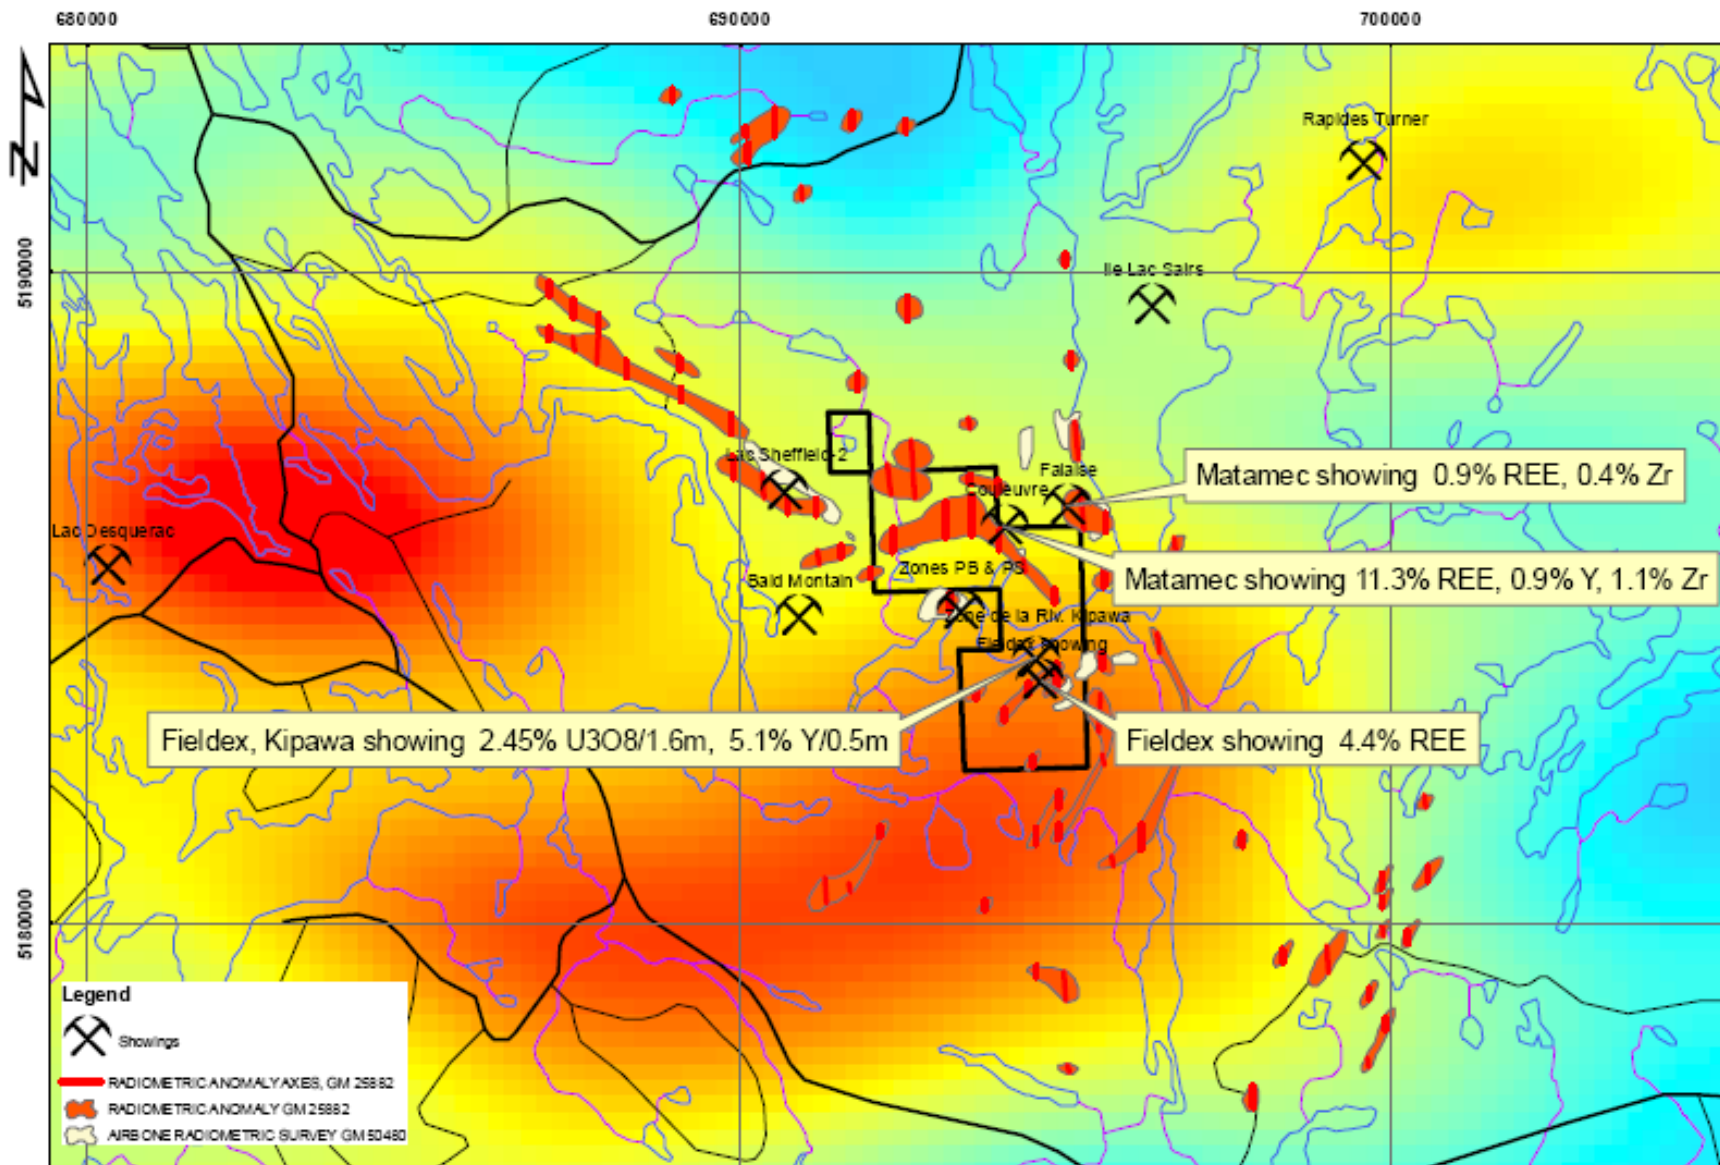 680000
690000
700000
Rapides Turner
5190000
Ile Lac Sairs
Lac Sheffield-2
Falaise
Matamec showing 0.9% REE, 0.4% Zr
Couleuvre
Lac Desquerac
Zones PB & PS
Matamec showing 11.3% REE, 0.9% Y, 1.1% Zr
Bald Montain
Zone de la Riv. Kipawa
Fieldex showing
Fieldex, Kipawa showing 2.45% U3O8/1.6m, 5.1% Y/0.5m
Fieldex showing 4.4% REE
5180000
Legend
Showings
RADIOMETRIC ANOMALY AXES, GM 25882
RADIOMETRIC ANOMALY GM 25882
AIRBONE RADIOMETRIC SURVEY GM 50460
N